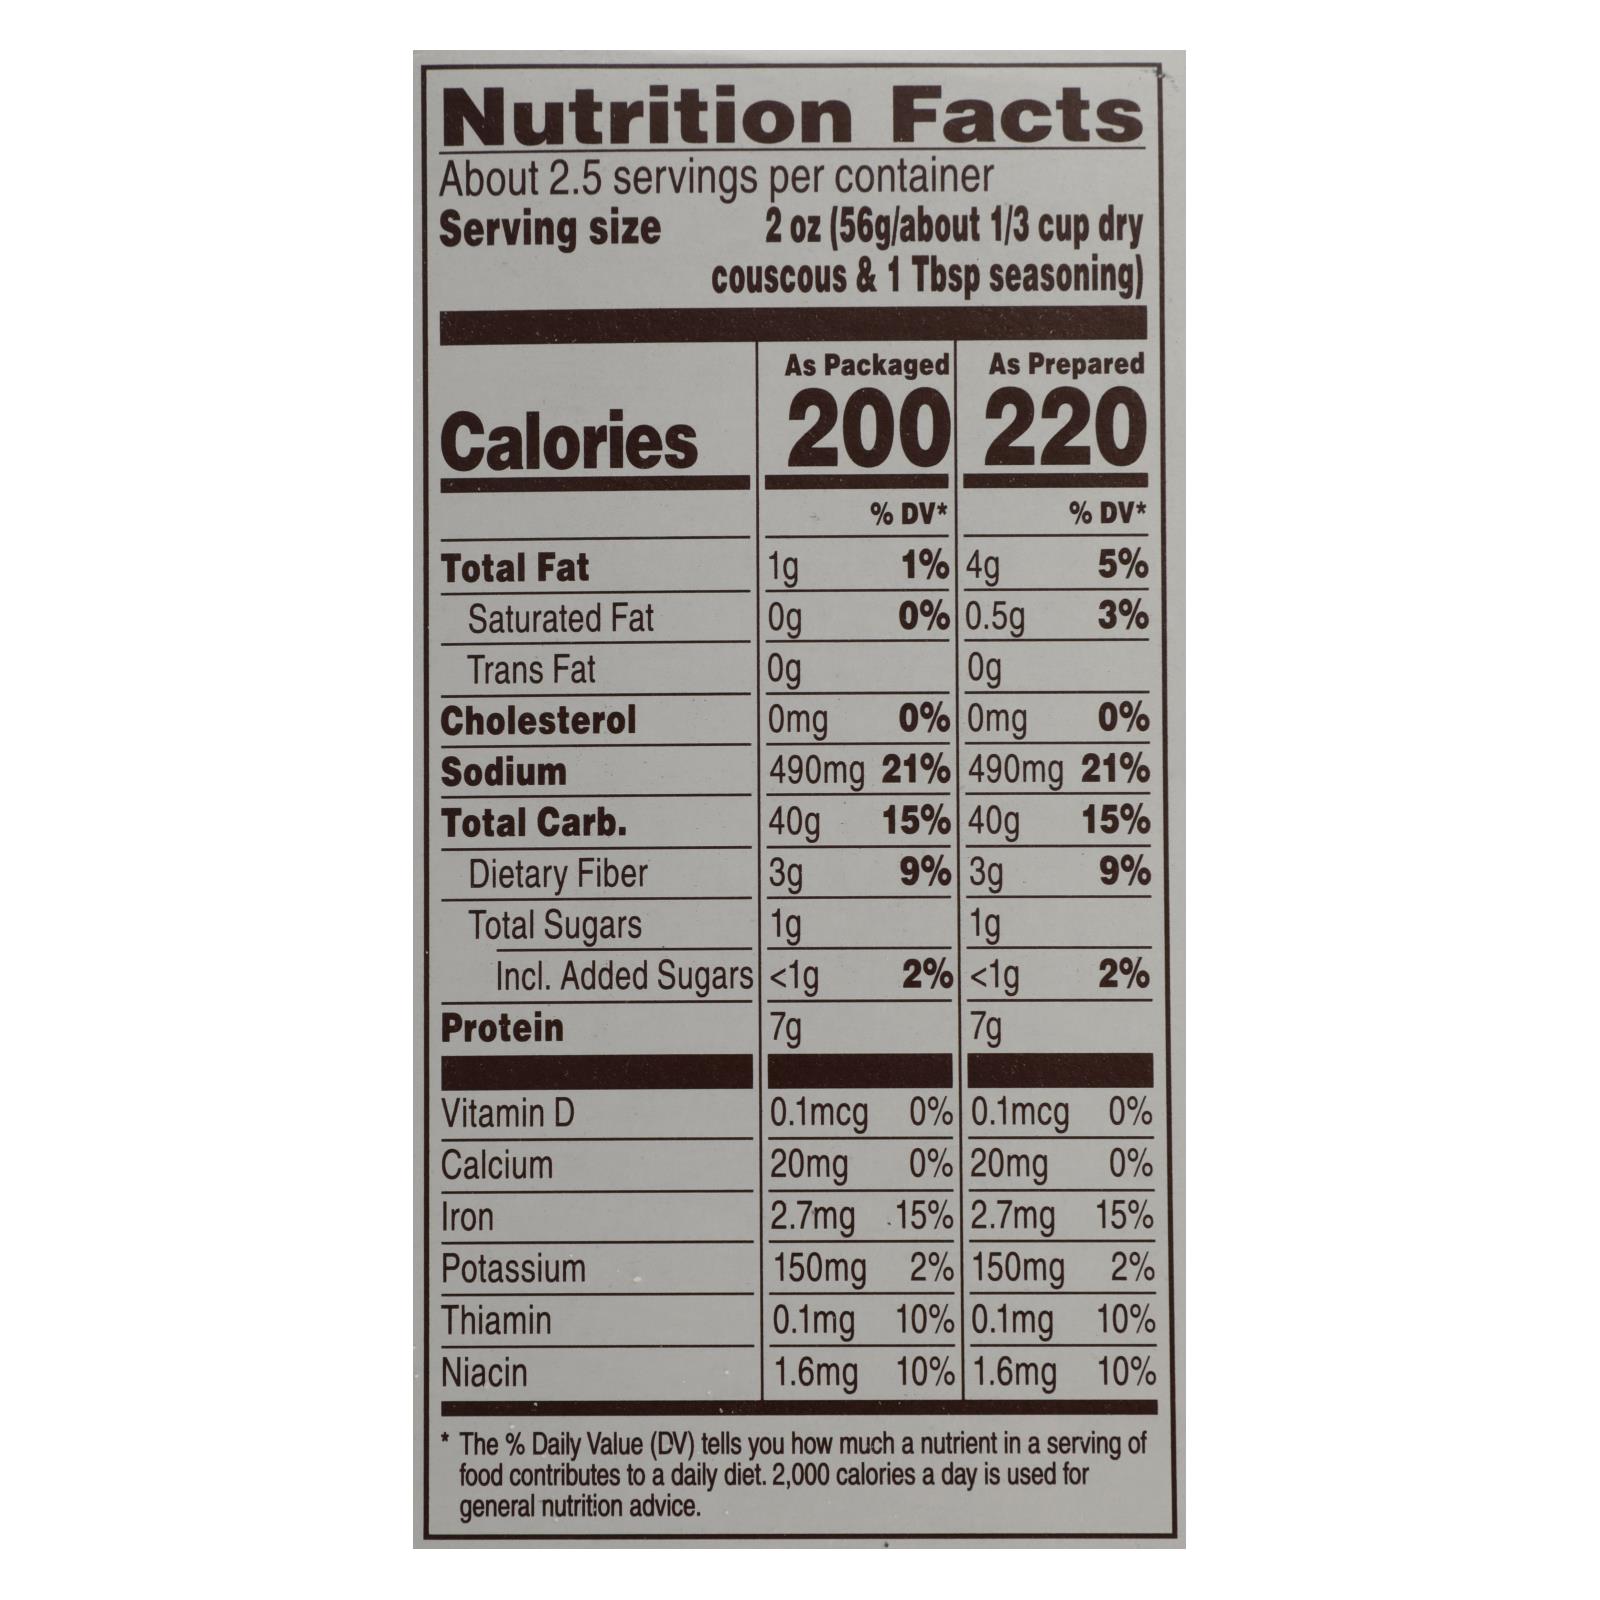 Nutrition Facts
About 2.5 servings per container
Serving size 2 oz (56g/about 1/3 cup dry
couscous & 1 Tbsp seasoning)
As Packaged As Prepared
Calories 200 220
% DV* % DV*
Total Fat 1g 1% 4g 5%
Saturated Fat 0g 0% 0.5g 3%
Trans Fat 0g 0g
Cholesterol 0mg 0% 0mg 0%
Sodium 490mg 21% 490mg 21%
Total Carb. 40g 15% 40g 15%
Dietary Fiber 3g 9% 3g 9%
Total Sugars 1g 1g
Incl. Added Sugars <1g 2% <1g 2%
Protein 7g 7g
Vitamin D 0.1mcg 0% 0.1mcg 0%
Calcium 20mg 0% 20mg 0%
Iron 2.7mg 15% 2.7mg 15%
Potassium 150mg 2% 150mg 2%
Thiamin 0.1mg 10% 0.1mg 10%
Niacin 1.6mg 10% 1.6mg 10%
* The % Daily Value (DV) tells you how much a nutrient in a serving of
food contributes to a daily diet. 2,000 calories a day is used for
general nutrition advice.